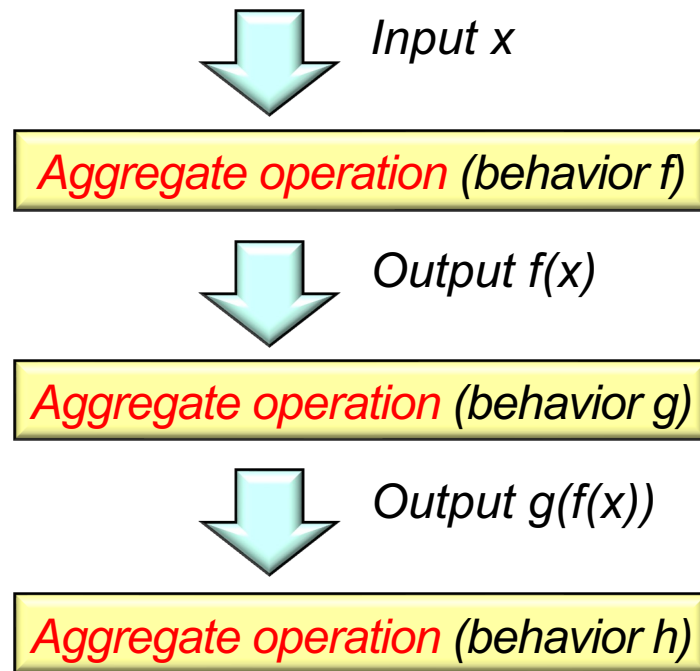 Input x
Aggregate operation (behavior f)
Output f(x)
Aggregate operation (behavior g)
Output g(f(x))
Aggregate operation (behavior h)